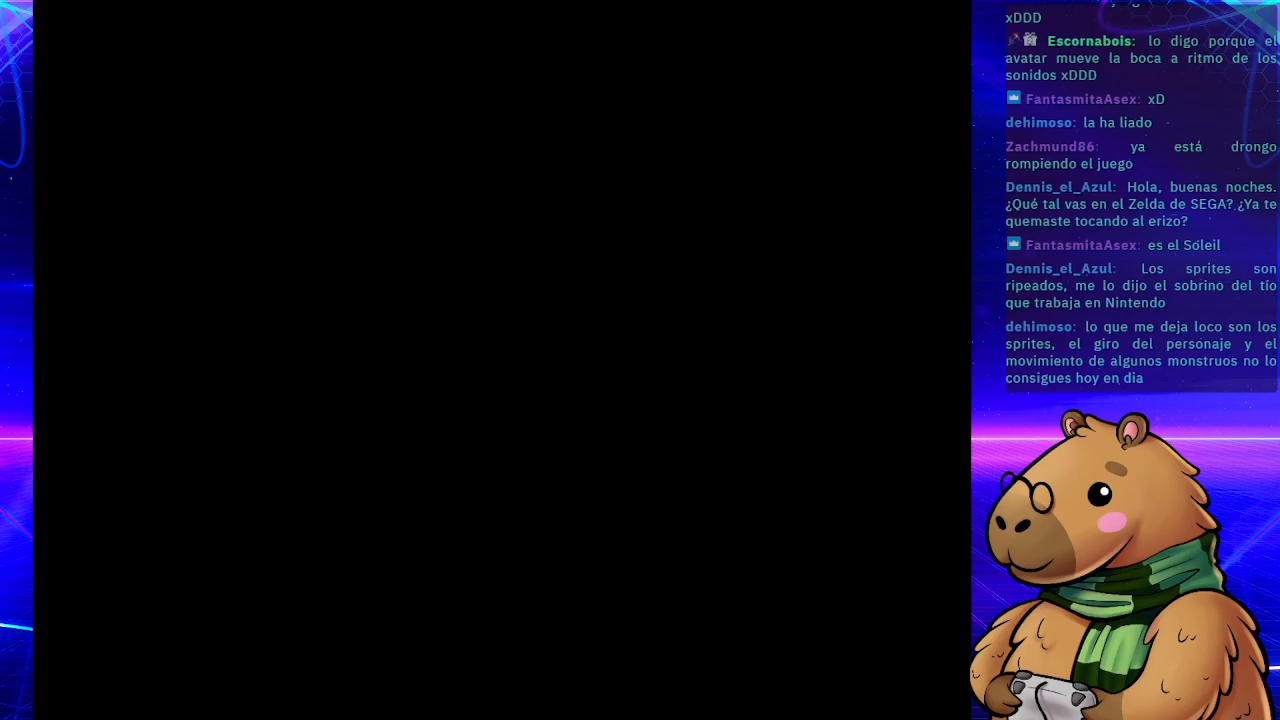 xDDD
Escornabois: lo digo porque el
avatar mueve la boca a ritmo de los
sonidos xDDD
FantasmitaAsex: xD
dehimoso: la ha liado
Zachmund86: ya está drongo
rompiendo el juego
Dennis_el_Azul: Hola, buenas noches.
¿Qué tal vas en el Zelda de SEGA? ¿Ya te
quemaste tocando al erizo?
FantasmitaAsex: es el Soleil
Dennis_el_Azul: Los sprites son
ripeados, me lo dijo el sobrino del tío
que trabaja en Nintendo
dehimoso: lo que me deja loco son los
sprites, el giro del personaje y el
movimiento de algunos monstruos no lo
consigues hoy en dia